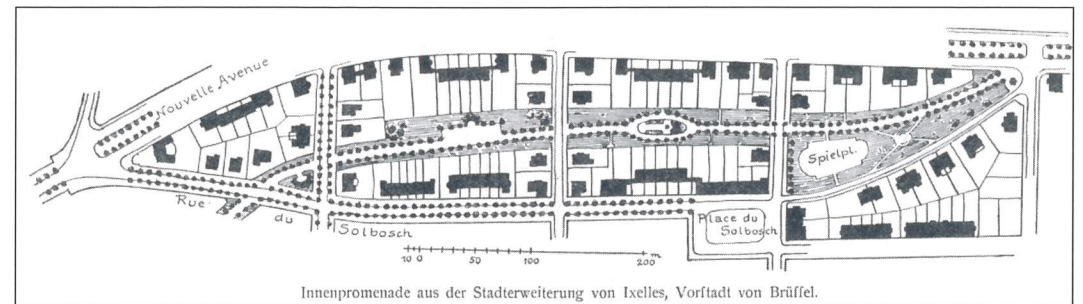 Nouvelle Avenue
Spielpl.
Rue du Solbosch
Place du
Solbosch
10 0 50 100 200 m
Innenpromenade aus der Stadterweiterung von Ixelles, Vorstadt von Brüssel.